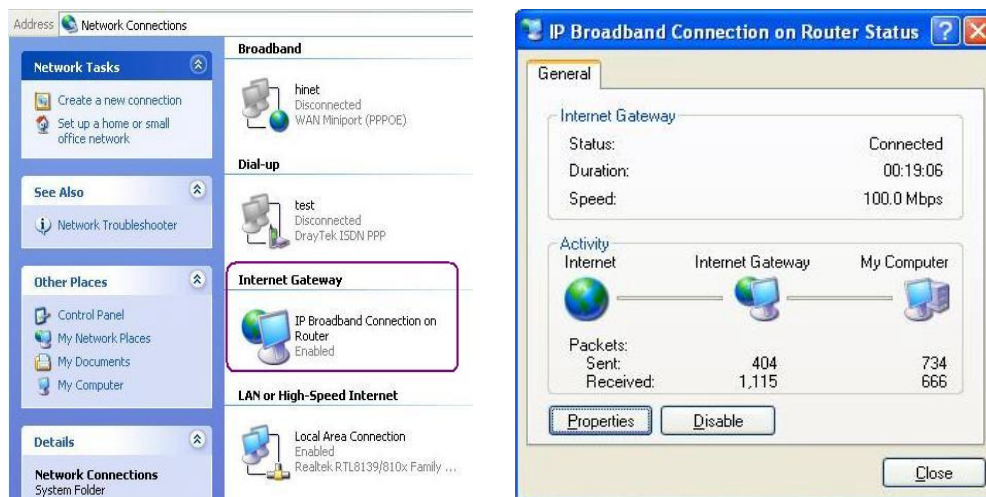 Address Network Connections
Network Tasks
Create a new connection
Set up a home or small
office network
See Also
Network Troubleshooter
Other Places
Control Panel
My Network Places
My Documents
My Computer
Details
Network Connections
System Folder
Broadband
hinet
Disconnected
WAN Miniport (PPPOE)
Dial-up
test
Disconnected
DrayTek ISDN PPP
Internet Gateway
IP Broadband Connection on
Router
Enabled
LAN or High-Speed Internet
Local Area Connection
Enabled
Realtek RTL8139/810x Family ...
IP Broadband Connection on Router Status
General
Internet Gateway
Status: Connected
Duration: 00:19:06
Speed: 100.0 Mbps
Activity
Internet Internet Gateway My Computer
Packets:
Sent: 404 734
Received: 1,115 666
Properties Disable
Close